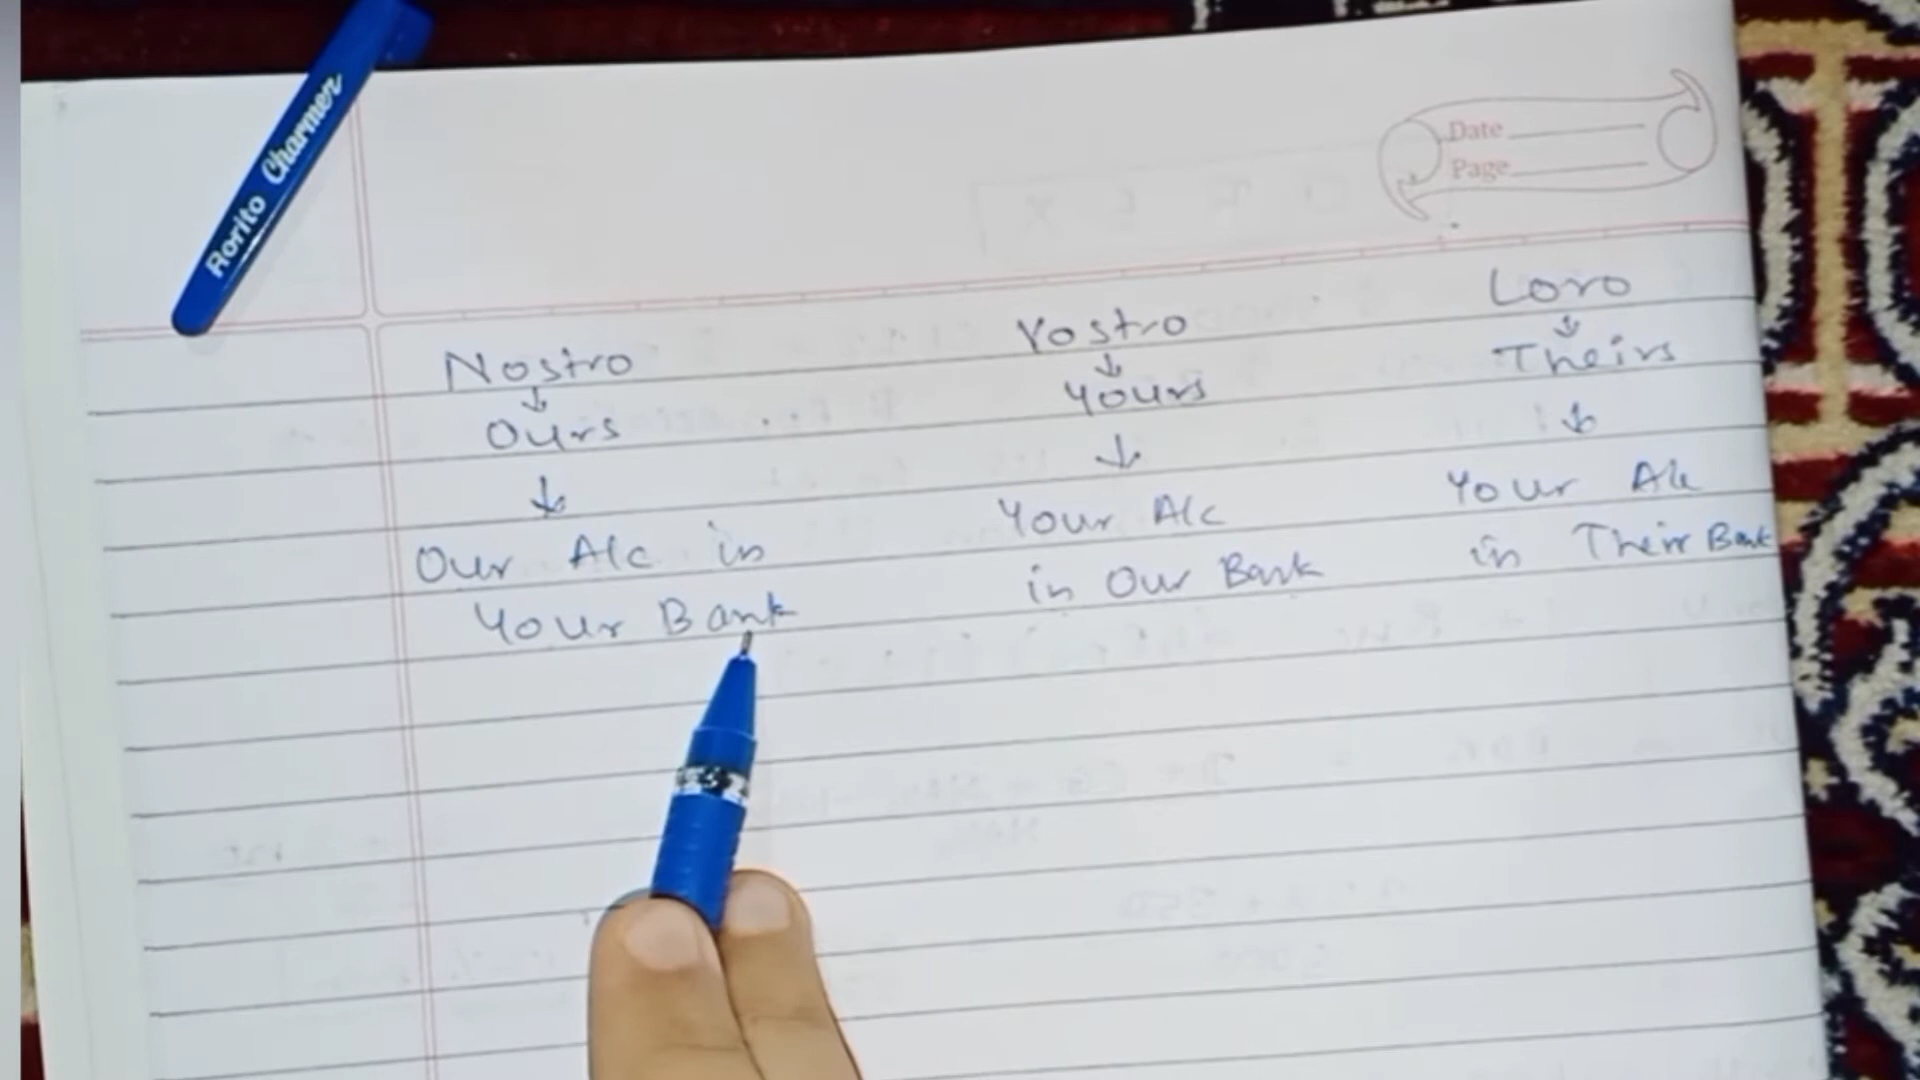 Rorito Charmer
Date
Page
Nostro
Ours
Our A/c in
Your Bank
Vostro
Yours
Your A/c
in Our Bank
Loro
Theirs
Your A/c
in Their Bank